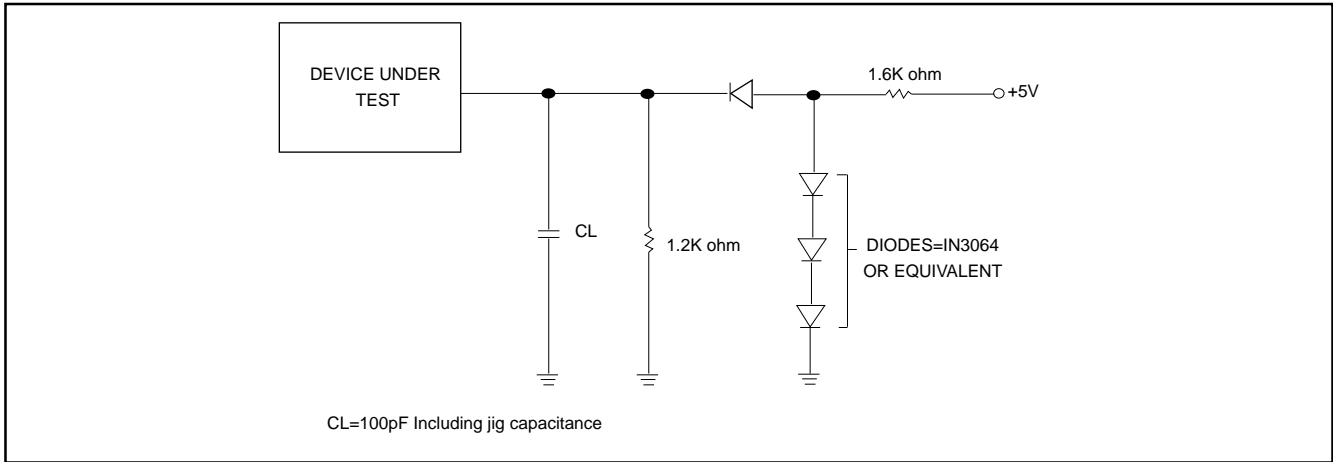 DEVICE UNDER
TEST
1.6K ohm
+5V
CL
1.2K ohm
DIODES=IN3064
OR EQUIVALENT
CL=100pF Including jig capacitance